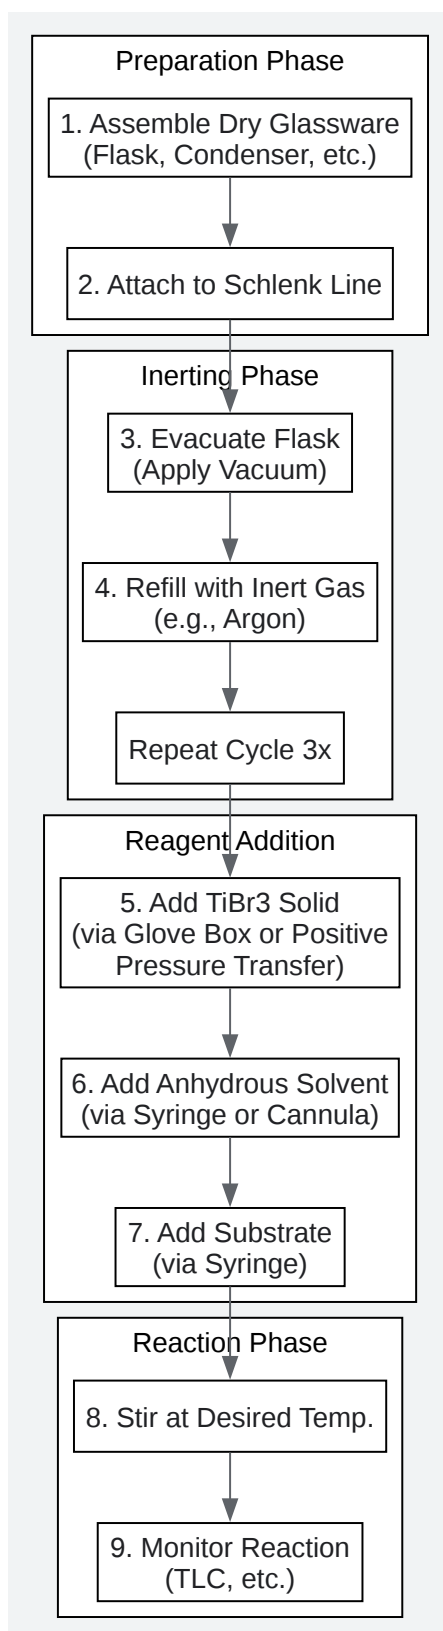 Preparation Phase
1. Assemble Dry Glassware
(Flask, Condenser, etc.)
2. Attach to Schlenk Line
Inerting Phase
3. Evacuate Flask
(Apply Vacuum)
4. Refill with Inert Gas
(e.g., Argon)
Repeat Cycle 3x
Reagent Addition
5. Add TiBr3 Solid
(via Glove Box or Positive
Pressure Transfer)
6. Add Anhydrous Solvent
(via Syringe or Cannula)
7. Add Substrate
(via Syringe)
Reaction Phase
8. Stir at Desired Temp.
9. Monitor Reaction
(TLC, etc.)